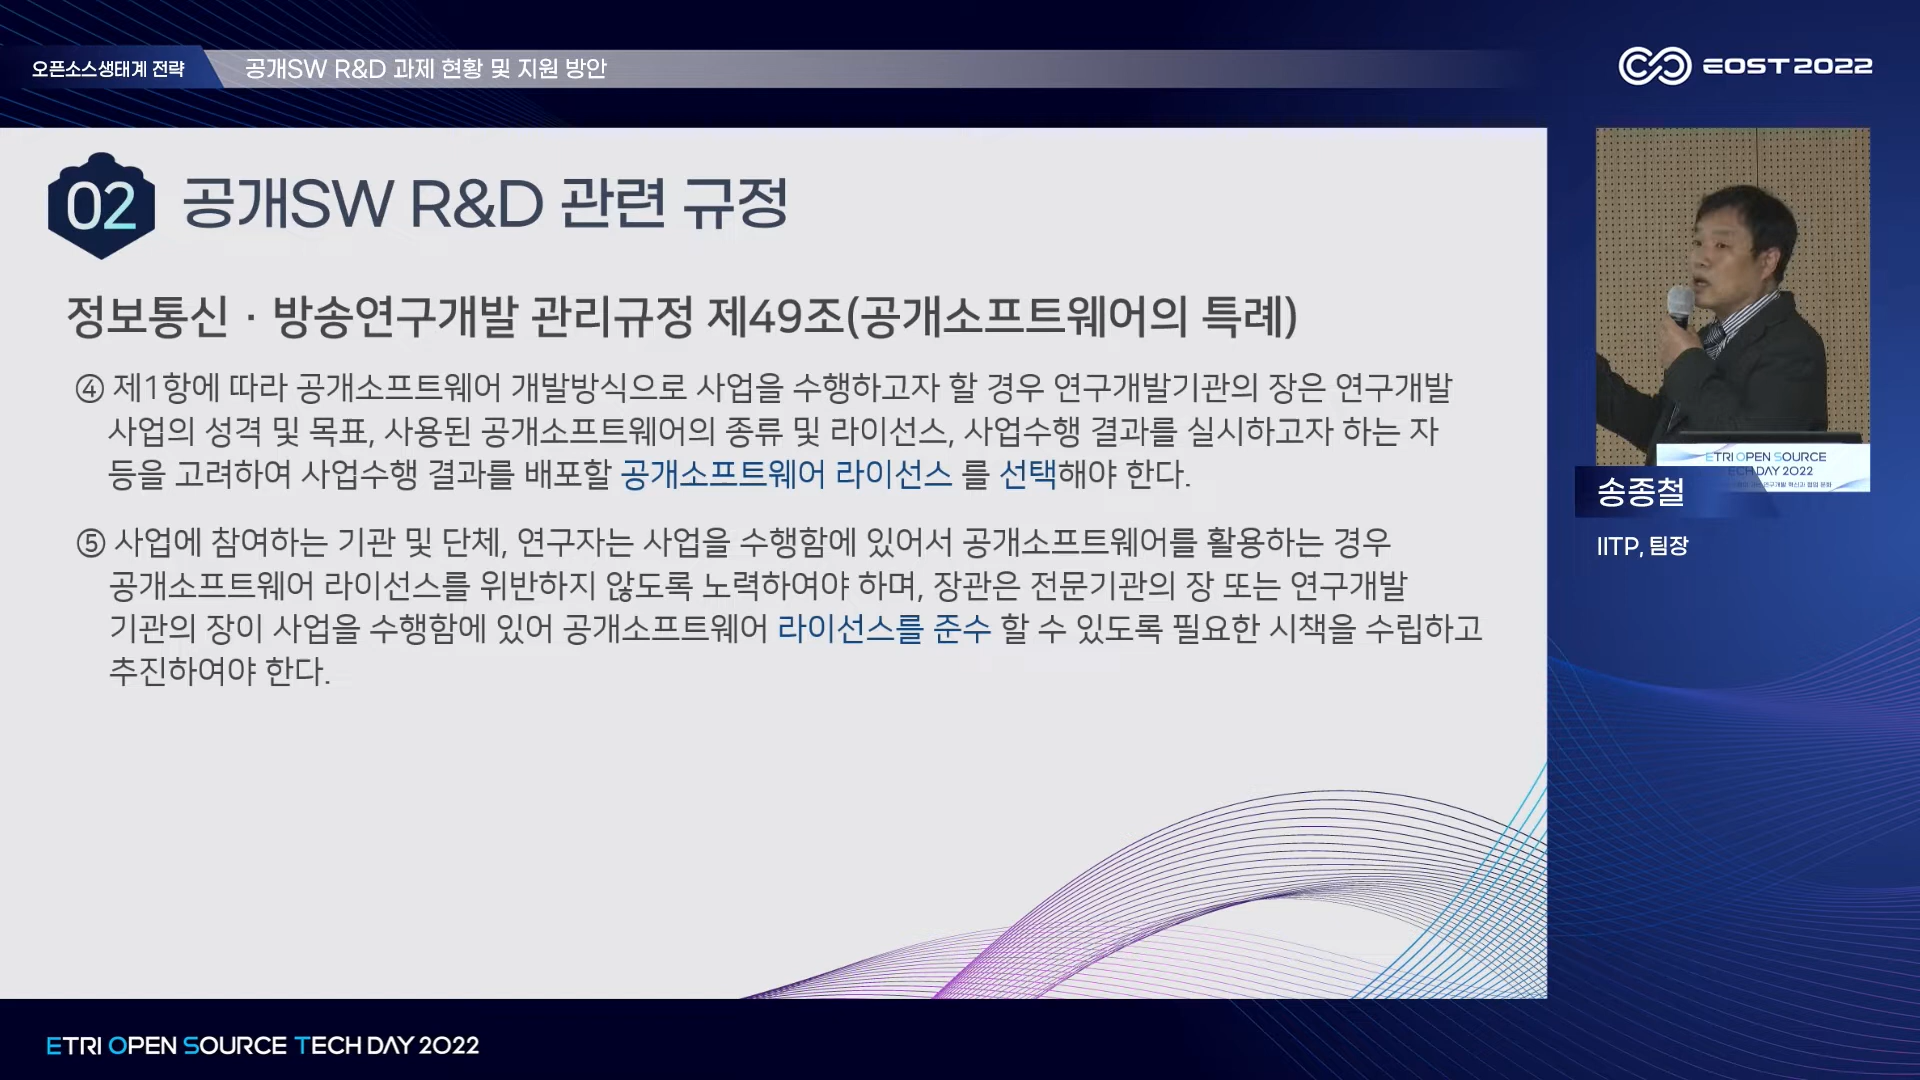 오픈소스생태계 전략
공개SW R&D 과제 현황 및 지원 방안
EOST2022
02
공개SW R&D 관련 규정
정보통신 · 방송연구개발 관리규정 제49조(공개소프트웨어의 특례)
④ 제1항에 따라 공개소프트웨어 개발방식으로 사업을 수행하고자 할 경우 연구개발기관의 장은 연구개발
사업의 성격 및 목표, 사용된 공개소프트웨어의 종류 및 라이선스, 사업수행 결과를 실시하고자 하는 자
등을 고려하여 사업수행 결과를 배포할 공개소프트웨어 라이선스 를 선택해야 한다.
⑤ 사업에 참여하는 기관 및 단체, 연구자는 사업을 수행함에 있어서 공개소프트웨어를 활용하는 경우
공개소프트웨어 라이선스를 위반하지 않도록 노력하여야 하며, 장관은 전문기관의 장 또는 연구개발
기관의 장이 사업을 수행함에 있어 공개소프트웨어 라이선스를 준수 할 수 있도록 필요한 시책을 수립하고
추진하여야 한다.
ETRI OPEN SOURCE
TECH DAY 2022
송종철
IITP, 팀장
ETRI OPEN SOURCE TECH DAY 2022